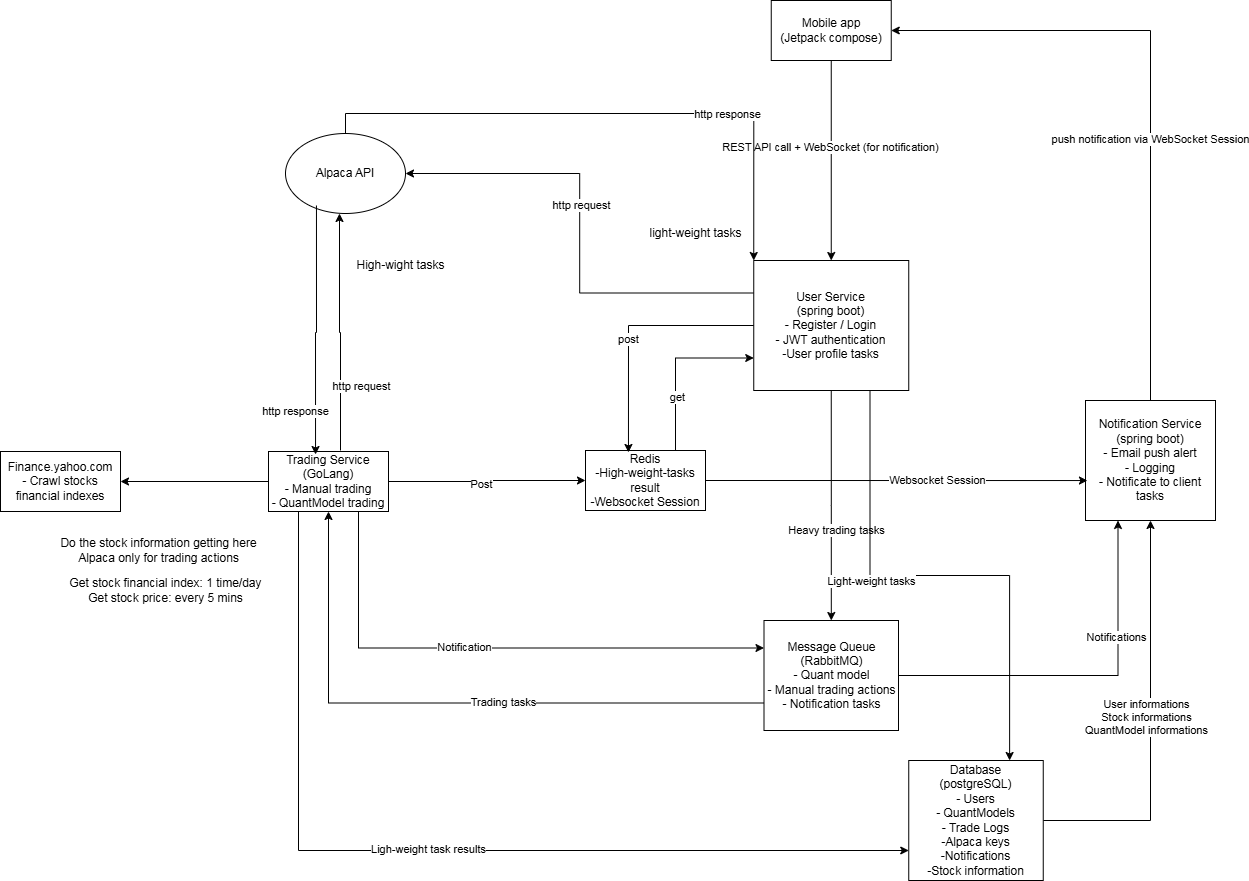 Mobile app
(Jetpack compose)
http response
REST API call + WebSocket (for notification)
push notification via WebSocket Session
Alpaca API
http request
light-weight tasks
High-wight tasks
User Service
(spring boot)
- Register / Login
- JWT authentication
-User profile tasks
post
get
http request
http response
Notification Service
(spring boot)
- Email push alert
- Logging
- Notificate to client
tasks
Finance.yahoo.com
- Crawl stocks
financial indexes
Trading Service
(GoLang)
- Manual trading
- QuantModel trading
Post
Redis
-High-weight-tasks
result
-Websocket Session
Websocket Session
Do the stock information getting here
Alpaca only for trading actions
Get stock financial index: 1 time/day
Get stock price: every 5 mins
Heavy trading tasks
Light-weight tasks
Notification
Trading tasks
Message Queue
(RabbitMQ)
- Quant model
- Manual trading actions
- Notification tasks
Notifications
User informations
Stock informations
QuantModel informations
Database
(postgreSQL)
- Users
- QuantModels
- Trade Logs
-Alpaca keys
-Notifications
-Stock information
Ligh-weight task results